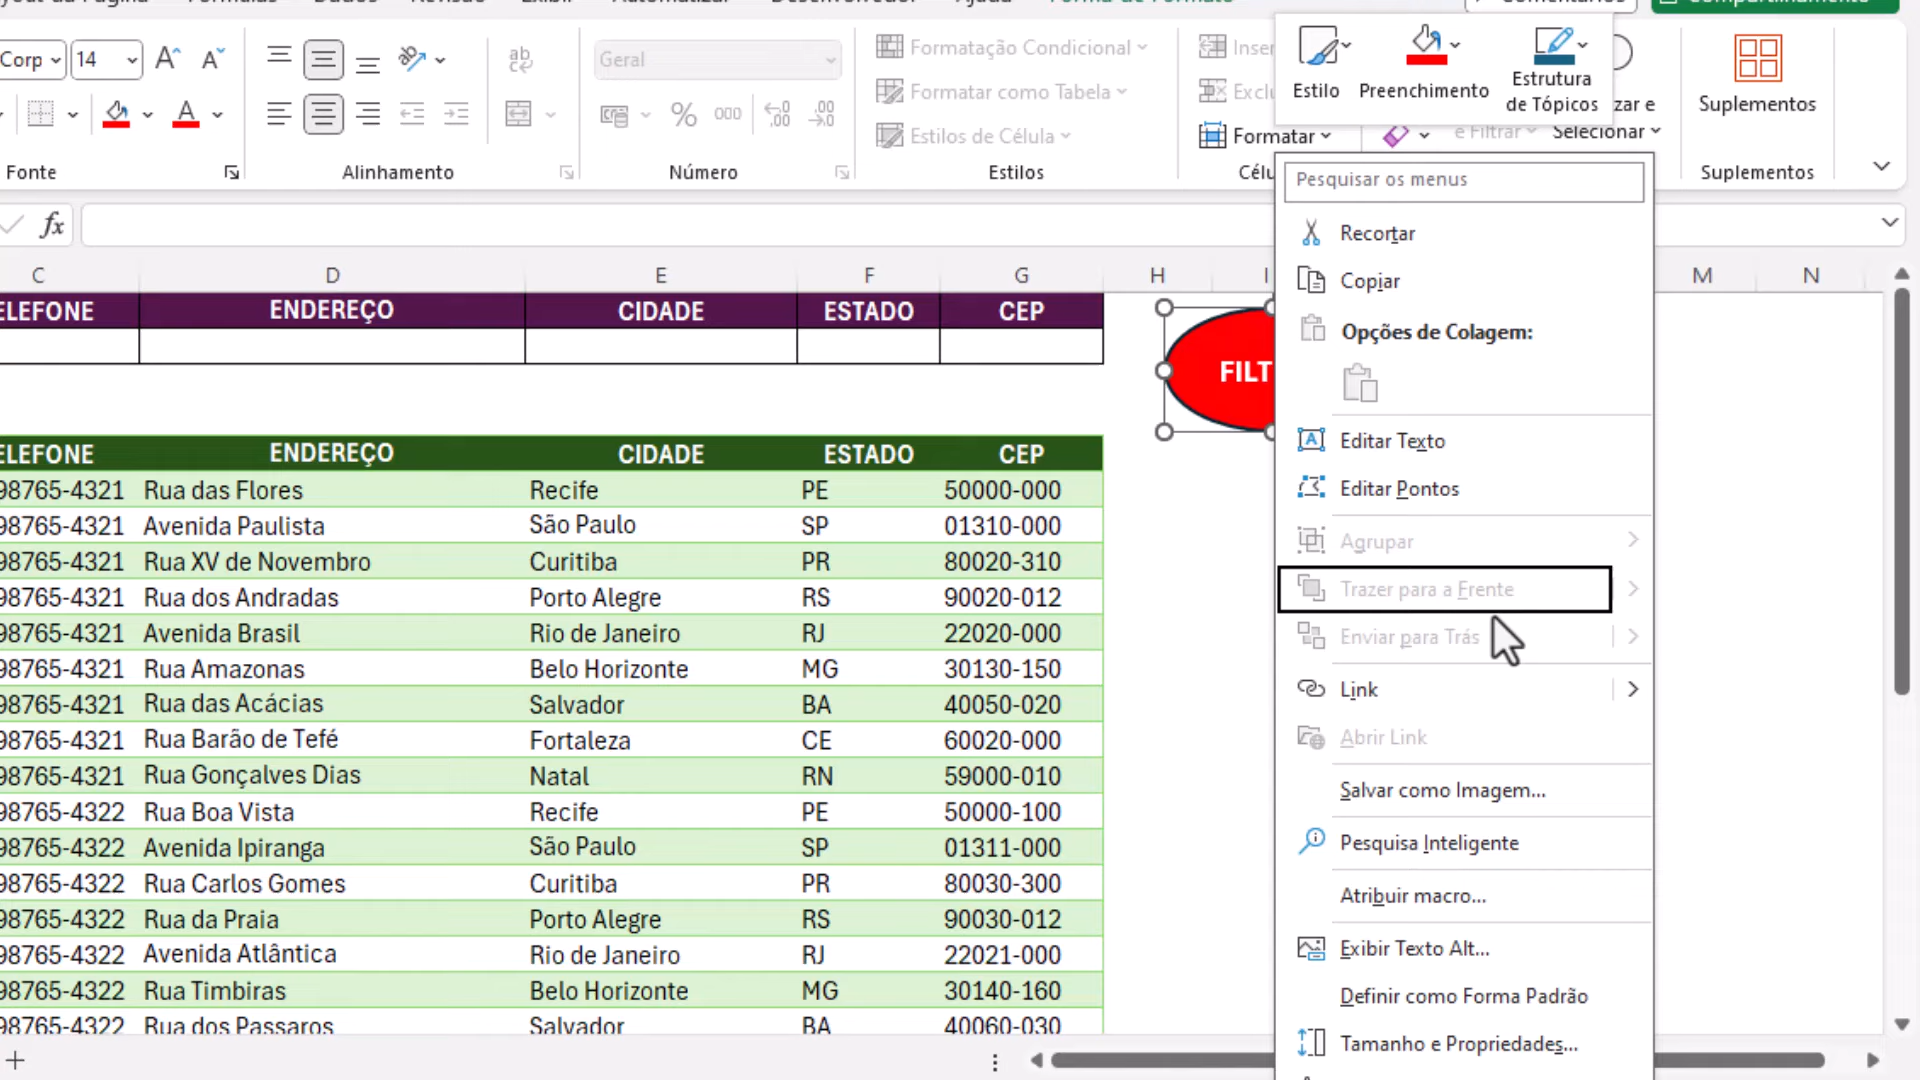 Comentários
Compartilhamento
Corp
14
Geral
Formatação Condicional
Formatar como Tabela
Estilos de Célula
Formatar
Estilo
Preenchimento
Estrutura
de Tópicos
e Filtrar
Selecionar
Suplementos
Fonte
Alinhamento
Número
Estilos
Suplementos
fx
C D E F G H I M N
ELEFONE ENDEREÇO CIDADE ESTADO CEP
FILT
ELEFONE ENDEREÇO CIDADE ESTADO CEP
98765-4321 Rua das Flores Recife PE 50000-000
98765-4321 Avenida Paulista São Paulo SP 01310-000
98765-4321 Rua XV de Novembro Curitiba PR 80020-310
98765-4321 Rua dos Andradas Porto Alegre RS 90020-012
98765-4321 Avenida Brasil Rio de Janeiro RJ 22020-000
98765-4321 Rua Amazonas Belo Horizonte MG 30130-150
98765-4321 Rua das Acácias Salvador BA 40050-020
98765-4321 Rua Barão de Tefé Fortaleza CE 60020-000
98765-4321 Rua Gonçalves Dias Natal RN 59000-010
98765-4322 Rua Boa Vista Recife PE 50000-100
98765-4322 Avenida Ipiranga São Paulo SP 01311-000
98765-4322 Rua Carlos Gomes Curitiba PR 80030-300
98765-4322 Rua da Praia Porto Alegre RS 90030-012
98765-4322 Avenida Atlântica Rio de Janeiro RJ 22021-000
98765-4322 Rua Timbiras Belo Horizonte MG 30140-160
98765-4322 Rua dos Passaros Salvador BA 40060-030
Pesquisar os menus
Recortar
Copiar
Opções de Colagem:
Editar Texto
Editar Pontos
Agrupar
Trazer para a Frente
Enviar para Trás
Link
Abrir Link
Salvar como Imagem...
Pesquisa Inteligente
Atribuir macro...
Exibir Texto Alt...
Definir como Forma Padrão
Tamanho e Propriedades...